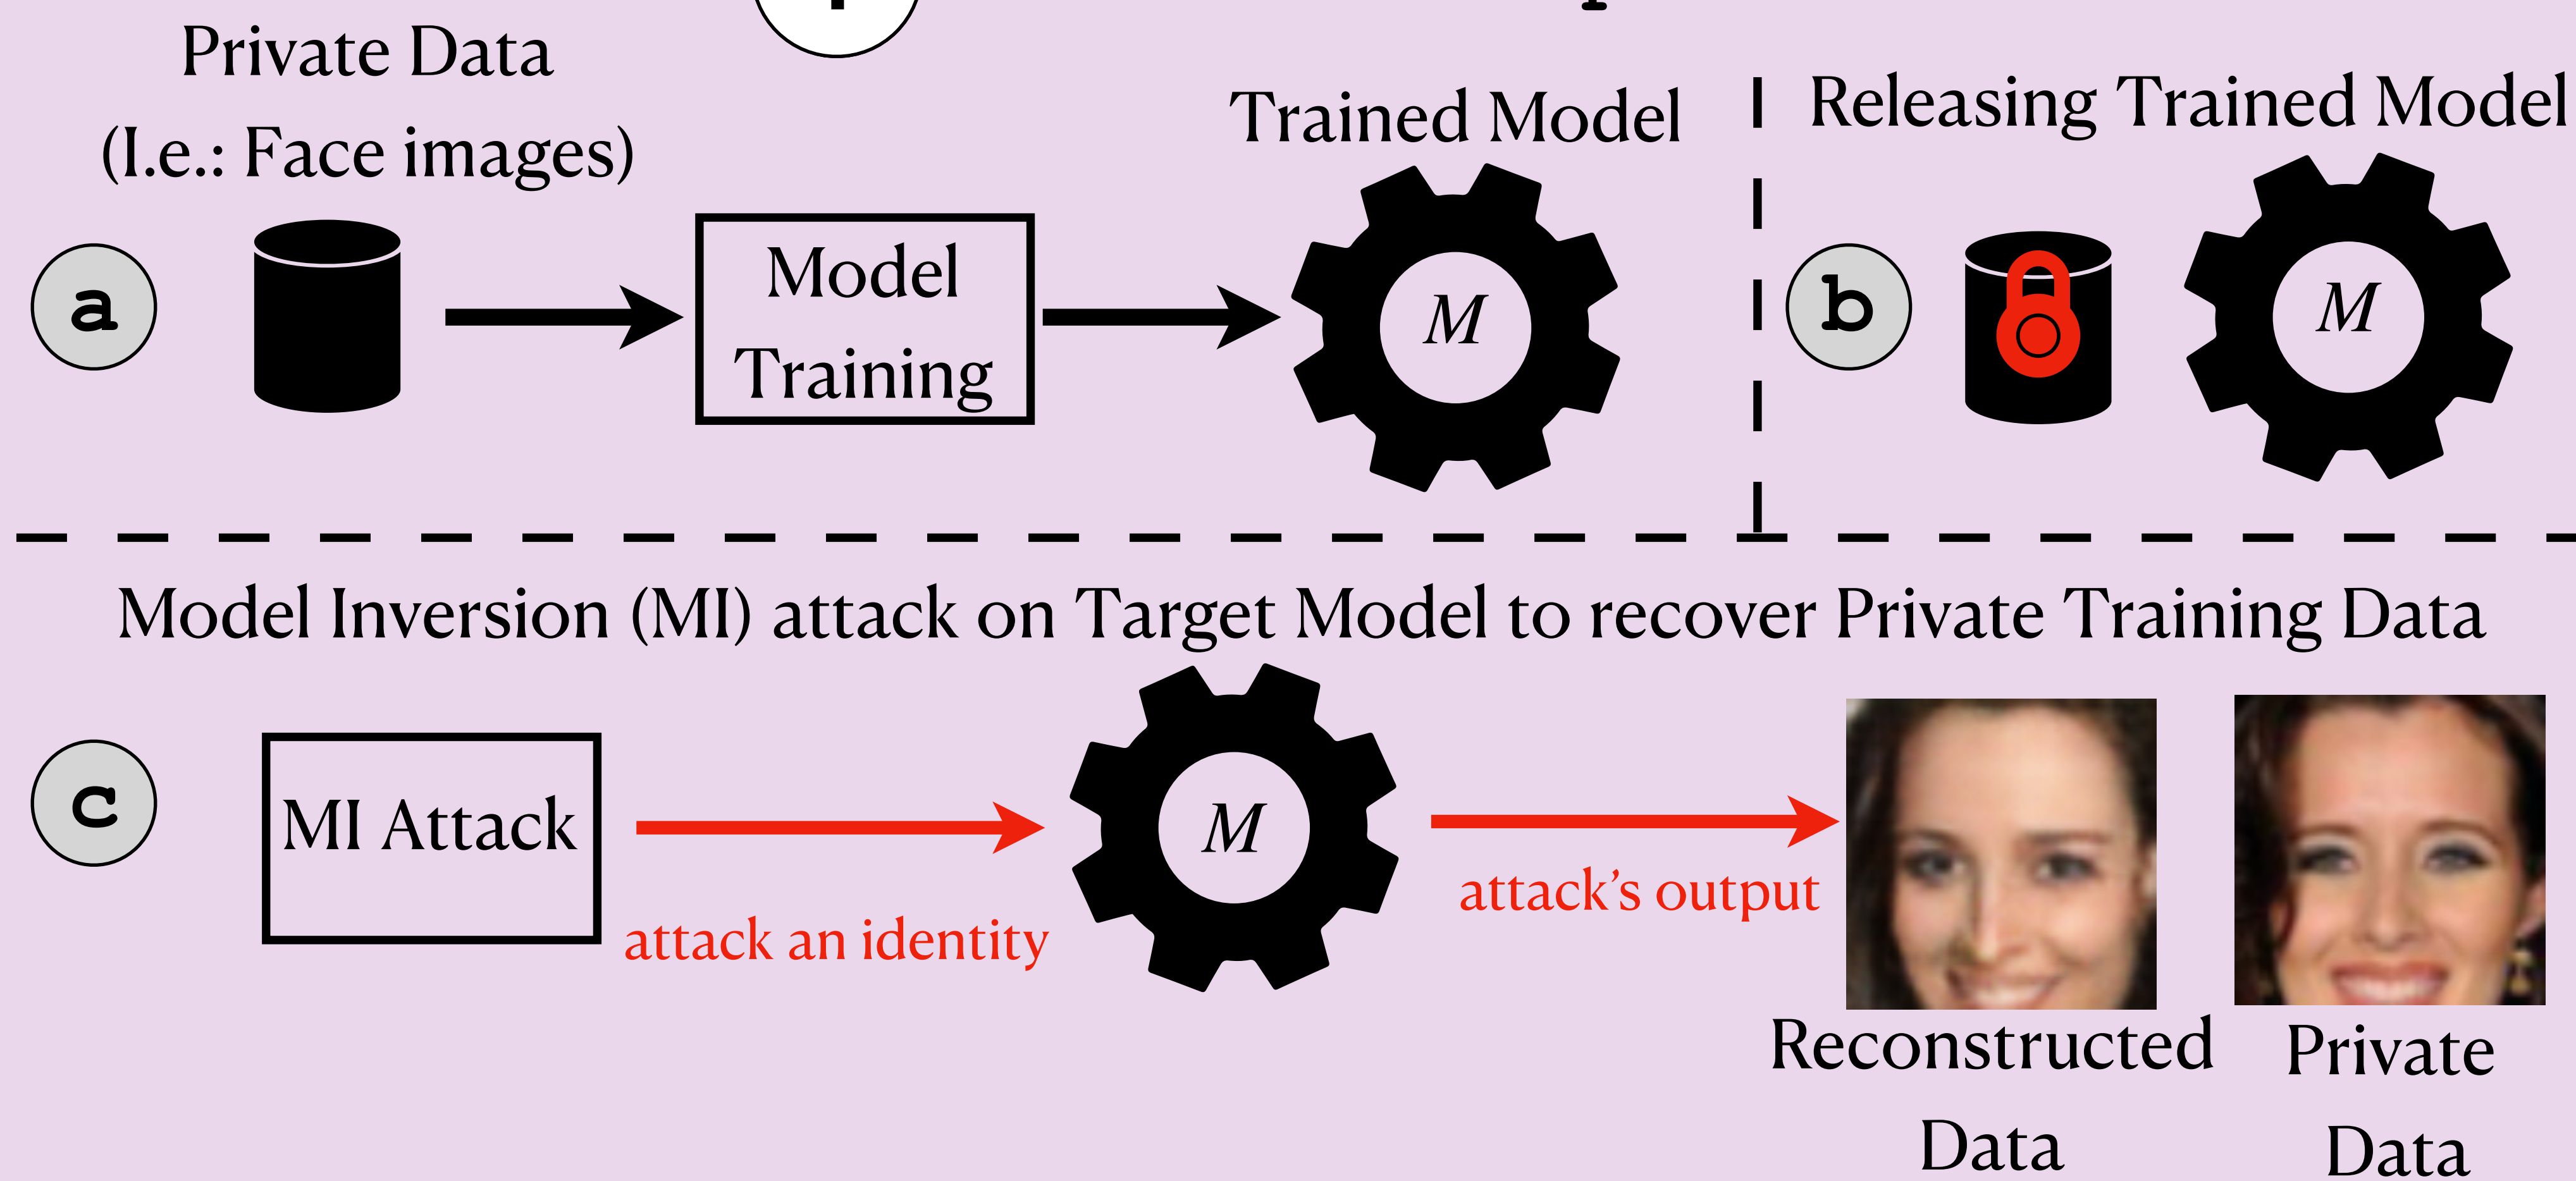 Private Data
(I.e.: Face images)
a
Model
Training
Trained Model
M
Releasing Trained Model
b
M
Model Inversion (MI) attack on Target Model to recover Private Training Data
c
MI Attack
attack an identity
M
attack's output
Reconstructed
Data
Private
Data